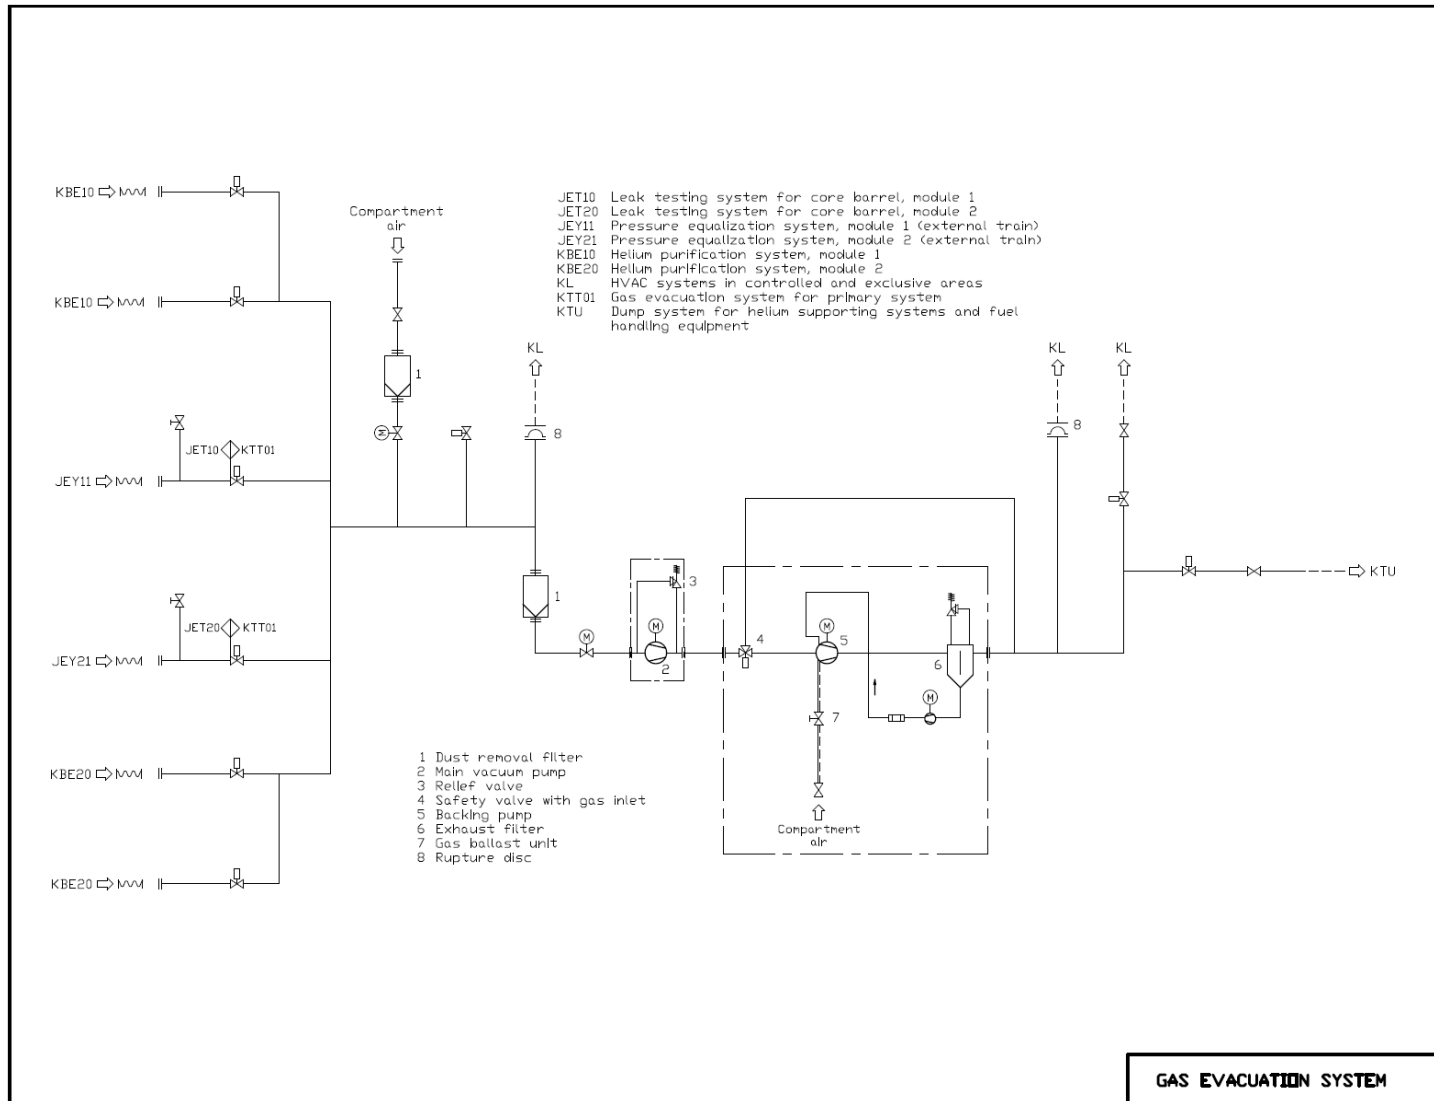 KBE10
Compartment
air
JET10 Leak testing system for core barrel, module 1
JET20 Leak testing system for core barrel, module 2
JEY11 Pressure equalization system, module 1 (external train)
JEY21 Pressure equalization system, module 2 (external train)
KBE10 Helium purification system, module 1
KBE20 Helium purification system, module 2
KL HVAC systems in controlled and exclusive areas
KTT01 Gas evacuation system for primary system
KTU Dump system for helium supporting systems and fuel
handling equipment
KBE10
KL
KL
KL
1
M
8
8
JET10 KTT01
JEY11
3
1
KTU
JET20 KTT01
M
M
M
4
5
JEY21
2
6
M
7
KBE20
1 Dust removal filter
2 Main vacuum pump
3 Relief valve
4 Safety valve with gas inlet
5 Backing pump
6 Exhaust filter
7 Gas ballast unit
8 Rupture disc
Compartment
air
KBE20
GAS EVACUATION SYSTEM